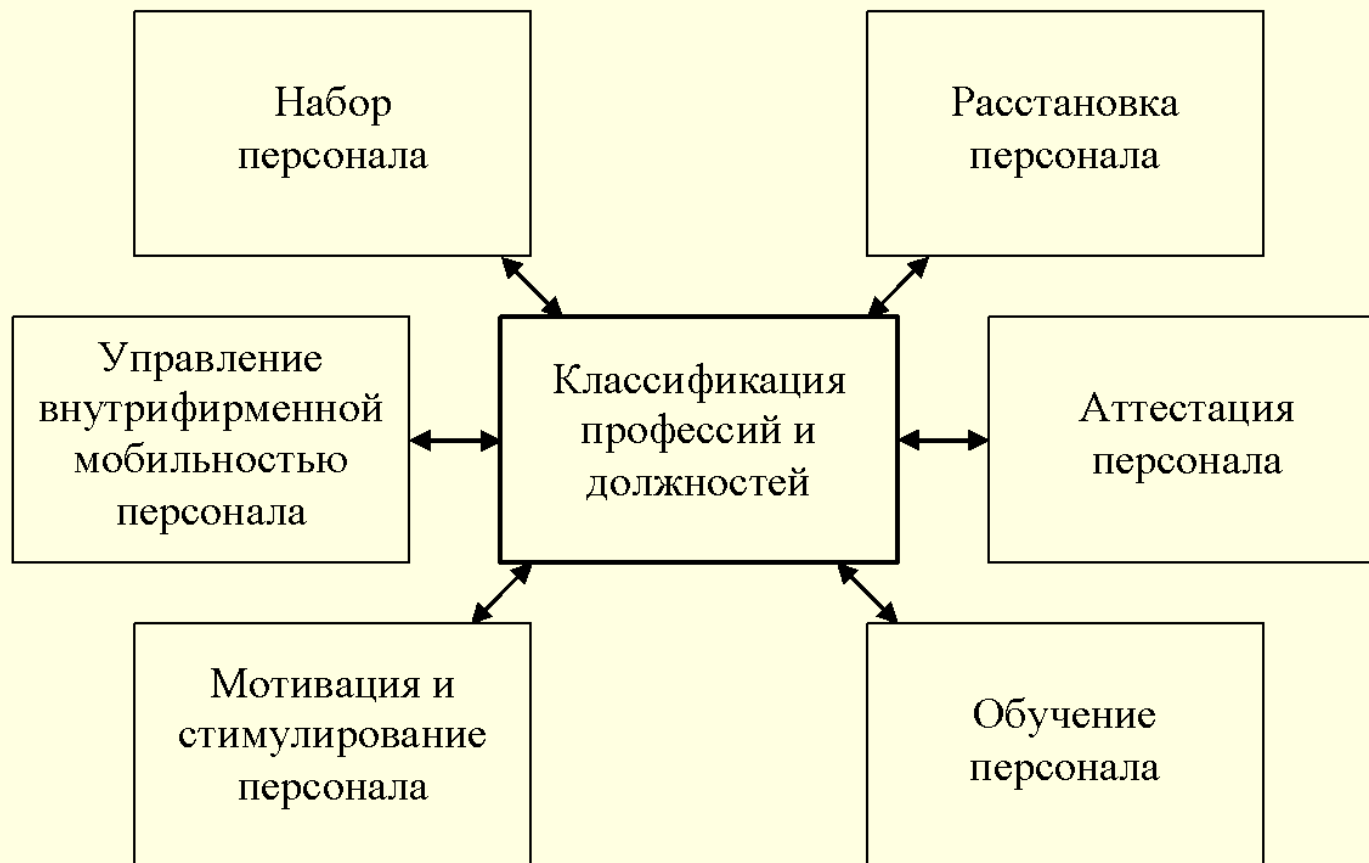 Набор
персонала
Расстановка
персонала
Управление
внутрифирменной
мобильностью
персонала
Классификация
профессий и
должностей
Аттестация
персонала
Мотивация и
стимулирование
персонала
Обучение
персонала